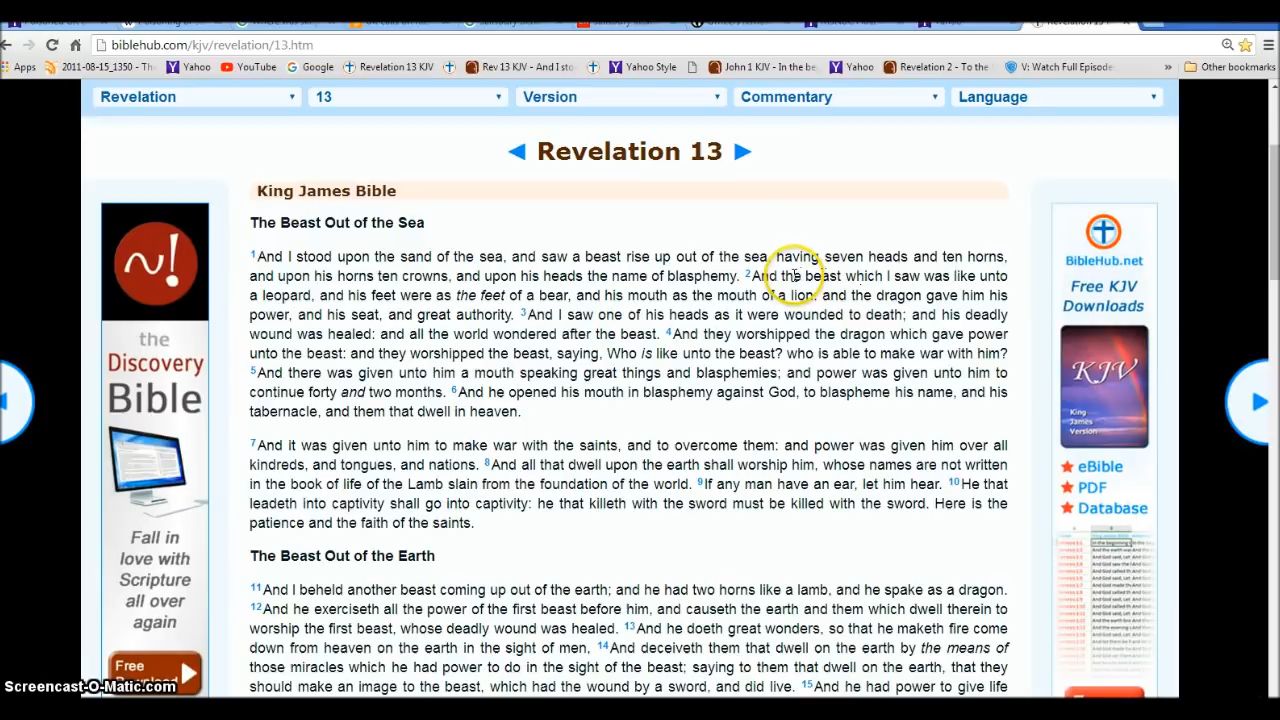 biblehub.com/kjv/revelation/13.htm
Apps 2011-08-15_1350 - Th Yahoo YouTube Google Revelation 13 KJV Rev 13 KJV - And I Yahoo Style John 1 KJV - In the be Yahoo Revelation 2 - To the V: Watch Full Episode » Other bookmarks
Revelation 13 Version Commentary Language
Revelation 13
King James Bible
The Beast Out of the Sea
1And I stood upon the sand of the sea, and saw a beast rise up out of the sea, having seven heads and ten horns,
and upon his horns ten crowns, and upon his heads the name of blasphemy. 2And the beast which I saw was like unto
a leopard, and his feet were as the feet of a bear, and his mouth as the mouth of a lion: and the dragon gave him his
power, and his seat, and great authority. 3And I saw one of his heads as it were wounded to death; and his deadly
wound was healed: and all the world wondered after the beast. 4And they worshipped the dragon which gave power
unto the beast: and they worshipped the beast, saying, Who is like unto the beast? who is able to make war with him?
5And there was given unto him a mouth speaking great things and blasphemies; and power was given unto him to
continue forty and two months. 6And he opened his mouth in blasphemy against God, to blaspheme his name, and his
tabernacle, and them that dwell in heaven.
7And it was given unto him to make war with the saints, and to overcome them: and power was given him over all
kindreds, and tongues, and nations. 8And all that dwell upon the earth shall worship him, whose names are not written
in the book of life of the Lamb slain from the foundation of the world. 9If any man have an ear, let him hear. 10He that
leadeth into captivity shall go into captivity: he that killeth with the sword must be killed with the sword. Here is the
patience and the faith of the saints.
The Beast Out of the Earth
11And I beheld another beast coming up out of the earth; and he had two horns like a lamb, and he spake as a dragon.
12And he exerciseth all the power of the first beast before him, and causeth the earth and them which dwell therein to
worship the first beast, whose deadly wound was healed. 13And he doeth great wonders, so that he maketh fire come
down from heaven on the earth in the sight of men, 14And deceiveth them that dwell on the earth by the means of
those miracles which he had power to do in the sight of the beast; saying to them that dwell on the earth, that they
should make an image to the beast, which had the wound by a sword, and did live. 15And he had power to give life
the
Discovery
Bible
Fall in
love with
Scripture
all over
again
Free
Screencast-O-Matic.com
BibleHub.net
Free KJV
Downloads
KJV
King
James
Version
eBible
PDF
Database